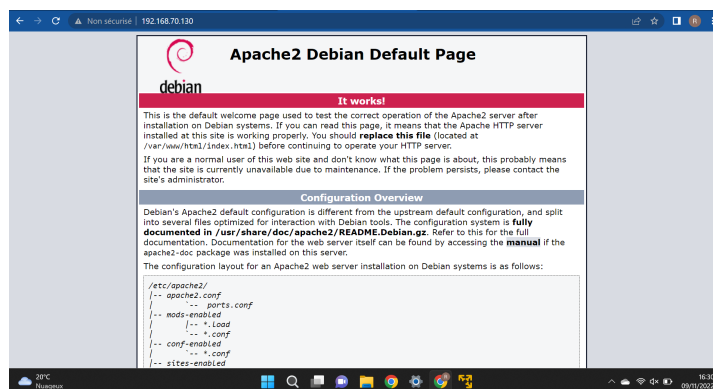 Non sécurisé
192.168.70.130
R
debian
Apache2 Debian Default Page
It works!
This is the default welcome page used to test the correct operation of the Apache2 server after
installation on Debian systems. If you can read this page, it means that the Apache HTTP server
installed at this site is working properly. You should replace this file (located at
/var/www/html/index.html) before continuing to operate your HTTP server.
If you are a normal user of this web site and don't know what this page is about, this probably means
that the site is currently unavailable due to maintenance. If the problem persists, please contact the
site's administrator.
Configuration Overview
Debian's Apache2 default configuration is different from the upstream default configuration, and split
into several files optimized for interaction with Debian tools. The configuration system is fully
documented in /usr/share/doc/apache2/README.Debian.gz. Refer to this for the full
documentation. Documentation for the web server itself can be found by accessing the manual if the
apache2-doc package was installed on this server.
The configuration layout for an Apache2 web server installation on Debian systems is as follows:
/etc/apache2/
|-- apache2.conf
|       `-- ports.conf
|-- mods-enabled
|       |-- *.load
|       `-- *.conf
|-- conf-enabled
|       `-- *.conf
|-- sites-enabled
20°C
Nuageux
16:30
09/11/2022